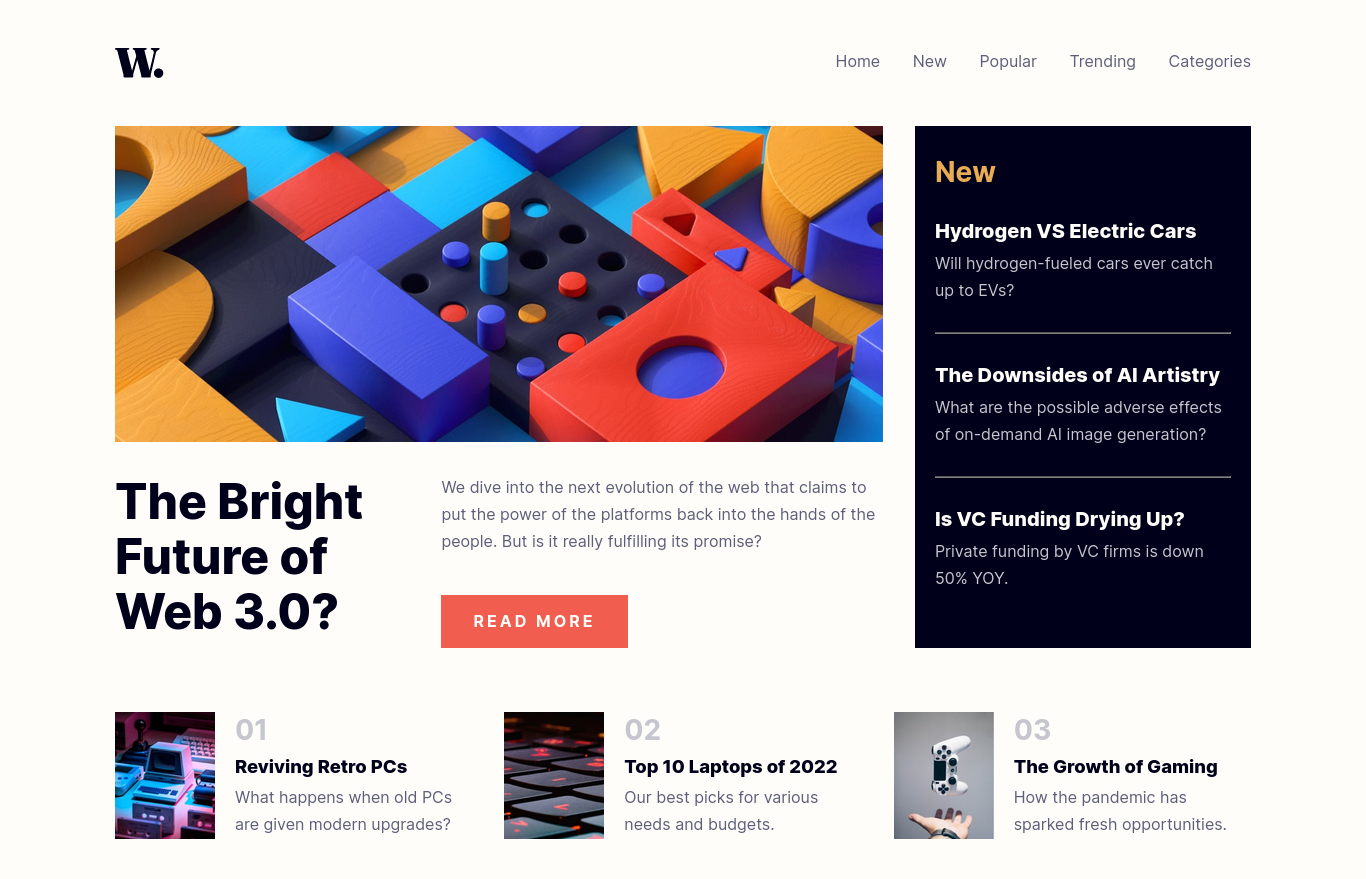 W.
Home New Popular Trending Categories
The Bright
Future of
Web 3.0?
We dive into the next evolution of the web that claims to
put the power of the platforms back into the hands of the
people. But is it really fulfilling its promise?
READ MORE
New
Hydrogen VS Electric Cars
Will hydrogen-fueled cars ever catch
up to EVs?
The Downsides of AI Artistry
What are the possible adverse effects
of on-demand AI image generation?
Is VC Funding Drying Up?
Private funding by VC firms is down
50% YOY.
01
Reviving Retro PCs
What happens when old PCs
are given modern upgrades?
02
Top 10 Laptops of 2022
Our best picks for various
needs and budgets.
03
The Growth of Gaming
How the pandemic has
sparked fresh opportunities.